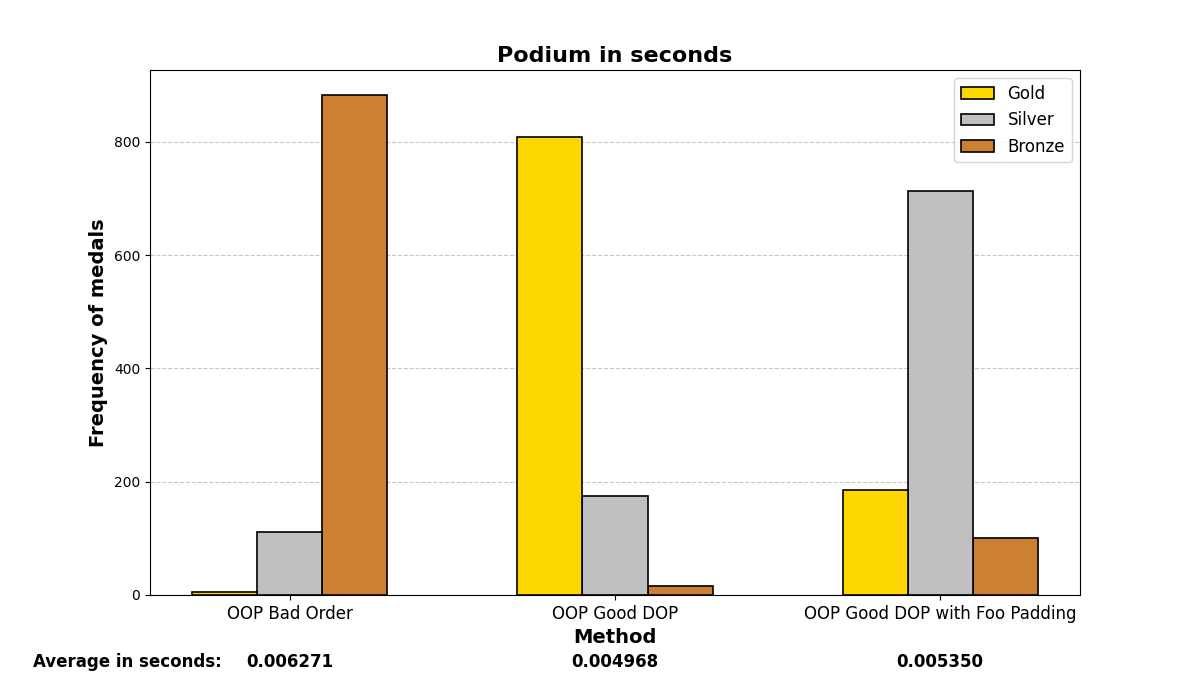 Podium in seconds
Gold
Silver
Bronze
Frequency of medals
800
600
400
200
0
OOP Bad Order
OOP Good DOP
OOP Good DOP with Foo Padding
Method
Average in seconds: 0.006271 0.004968 0.005350